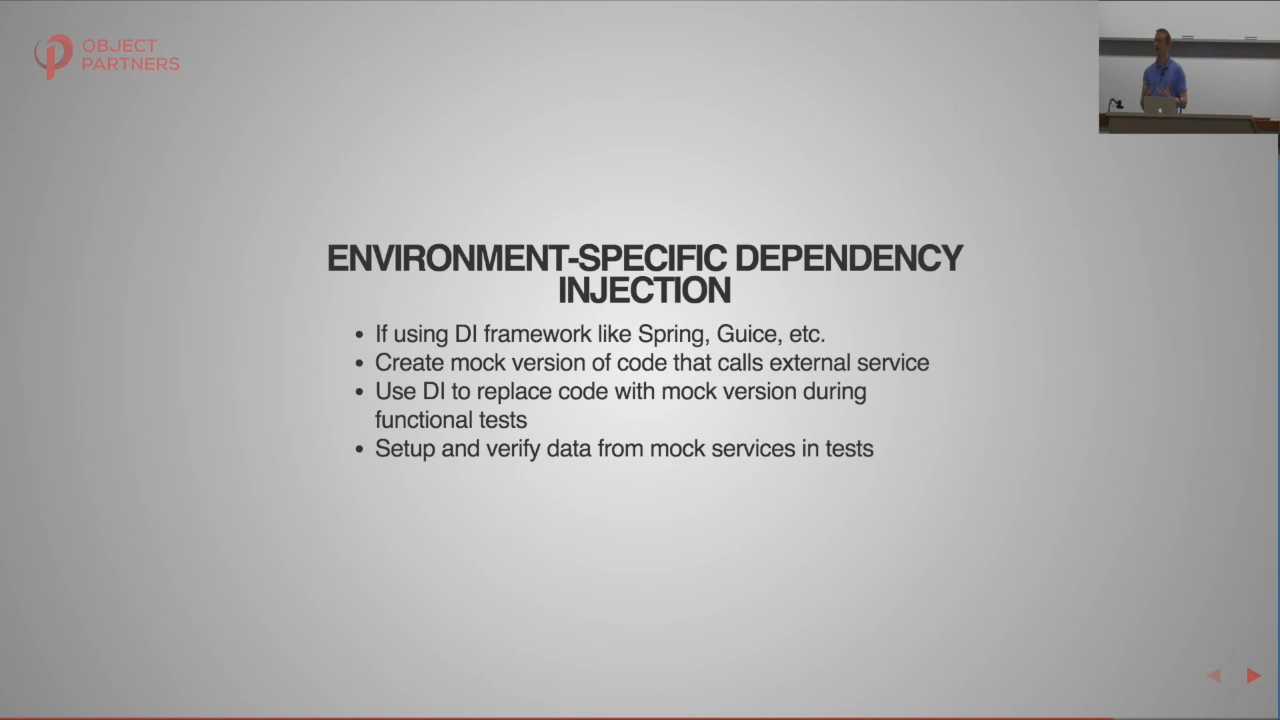 OBJECT
PARTNERS
ENVIRONMENT-SPECIFIC DEPENDENCY
INJECTION
• If using DI framework like Spring, Guice, etc.
• Create mock version of code that calls external service
• Use DI to replace code with mock version during
functional tests
• Setup and verify data from mock services in tests